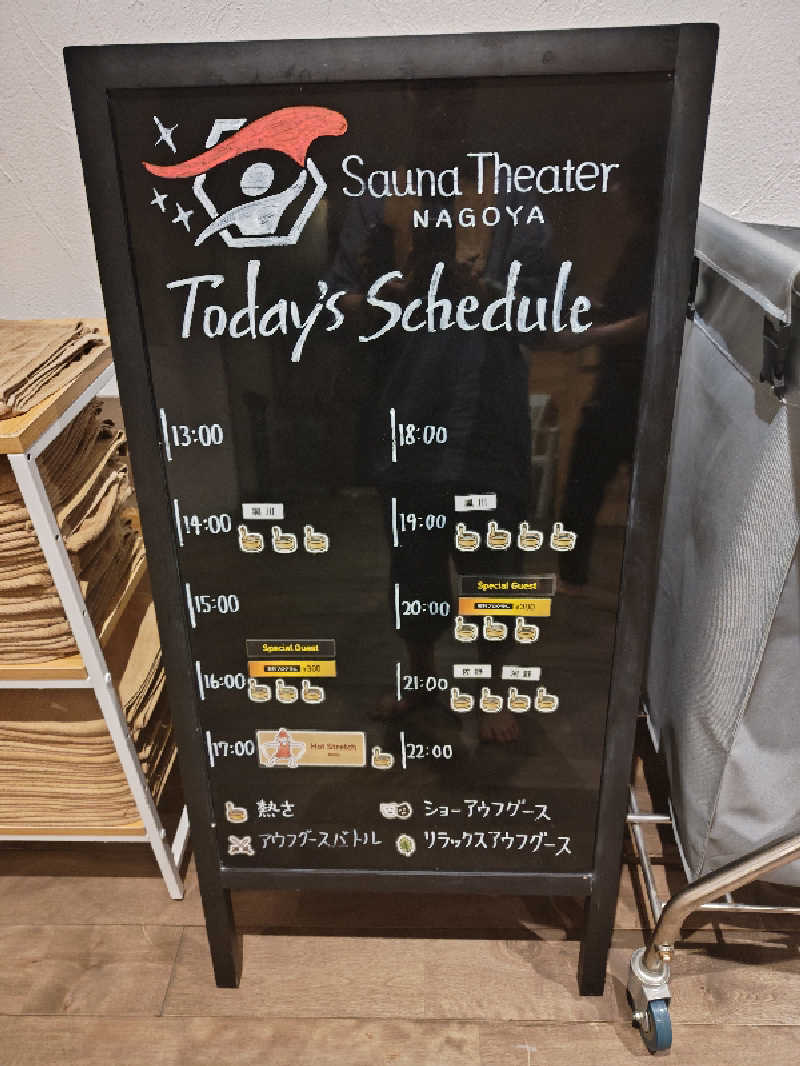 Sauna Theater
NAGOYA
Today's Schedule
13:00
14:00
15:00
16:00 Special Guest
¥300
17:00 Hot Stretch
18:00
19:00
20:00 Special Guest
¥300
21:00
22:00
熱さ
ショーアウフグース
アウフグースバトル
リラックスアウフグース